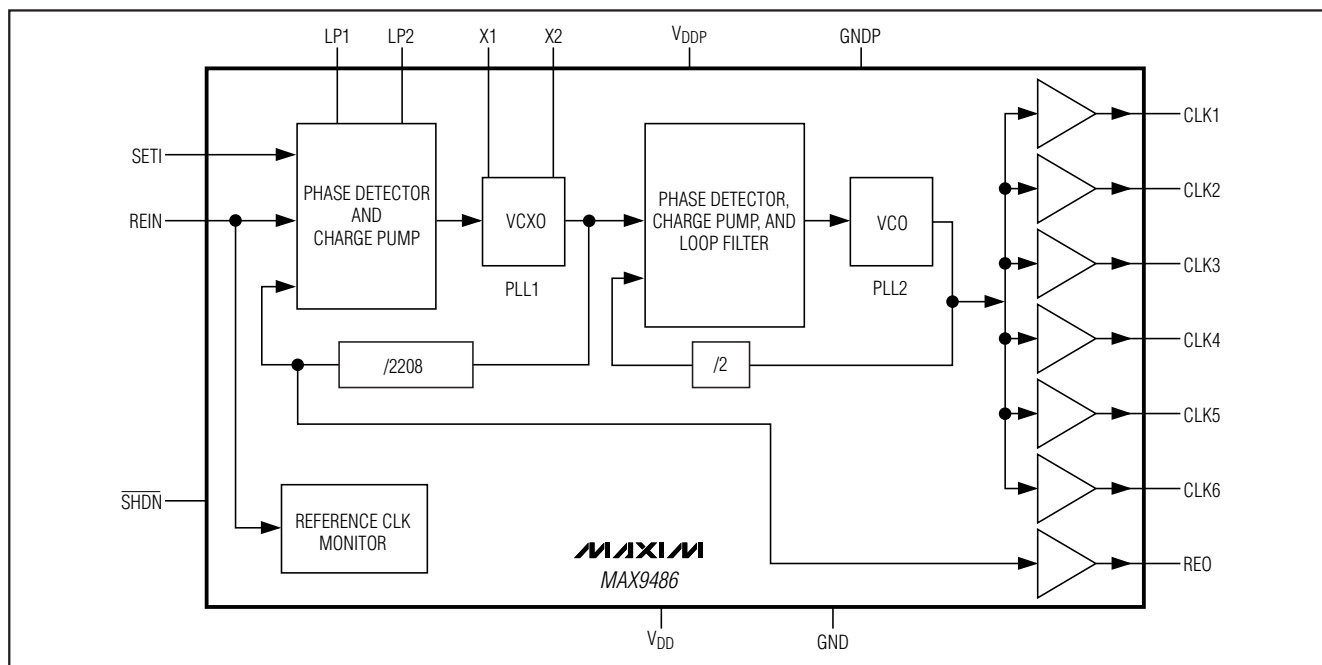 LP1
LP2
X1
X2
VDDP
GNDP
SETI
REIN
SHDN
PHASE DETECTOR
AND
CHARGE PUMP
VCXO
PLL1
/2208
PHASE DETECTOR,
CHARGE PUMP, AND
LOOP FILTER
VCO
PLL2
/2
REFERENCE CLK
MONITOR
MAXIM
MAX9486
CLK1
CLK2
CLK3
CLK4
CLK5
CLK6
REO
VDD
GND